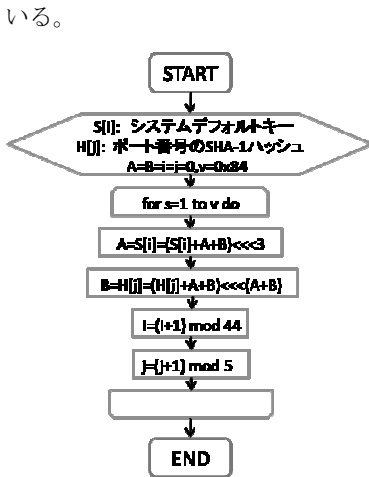 いる。
START
S[i]: システムデフォルトキー
H[j]: ポート番号のSHA-1ハッシュ
A=B=i=j=0,v=0x84
for s=1 to v do
A=S[i]=(S[i]+A+B)<<<3
B=H[j]=(H[j]+A+B)<<<(A+B)
i=(i+1) mod 44
j=(j+1) mod 5
END